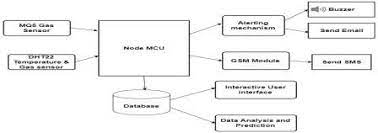 MQ5 Gas
Sensor
DHT22
Temperature &
Gas sensor
Node MCU
Alerting
mechanism
Buzzer
Send Email
GSM Module
Send SMS
Database
Interactive User
interface
Data Analysis and
Prediction